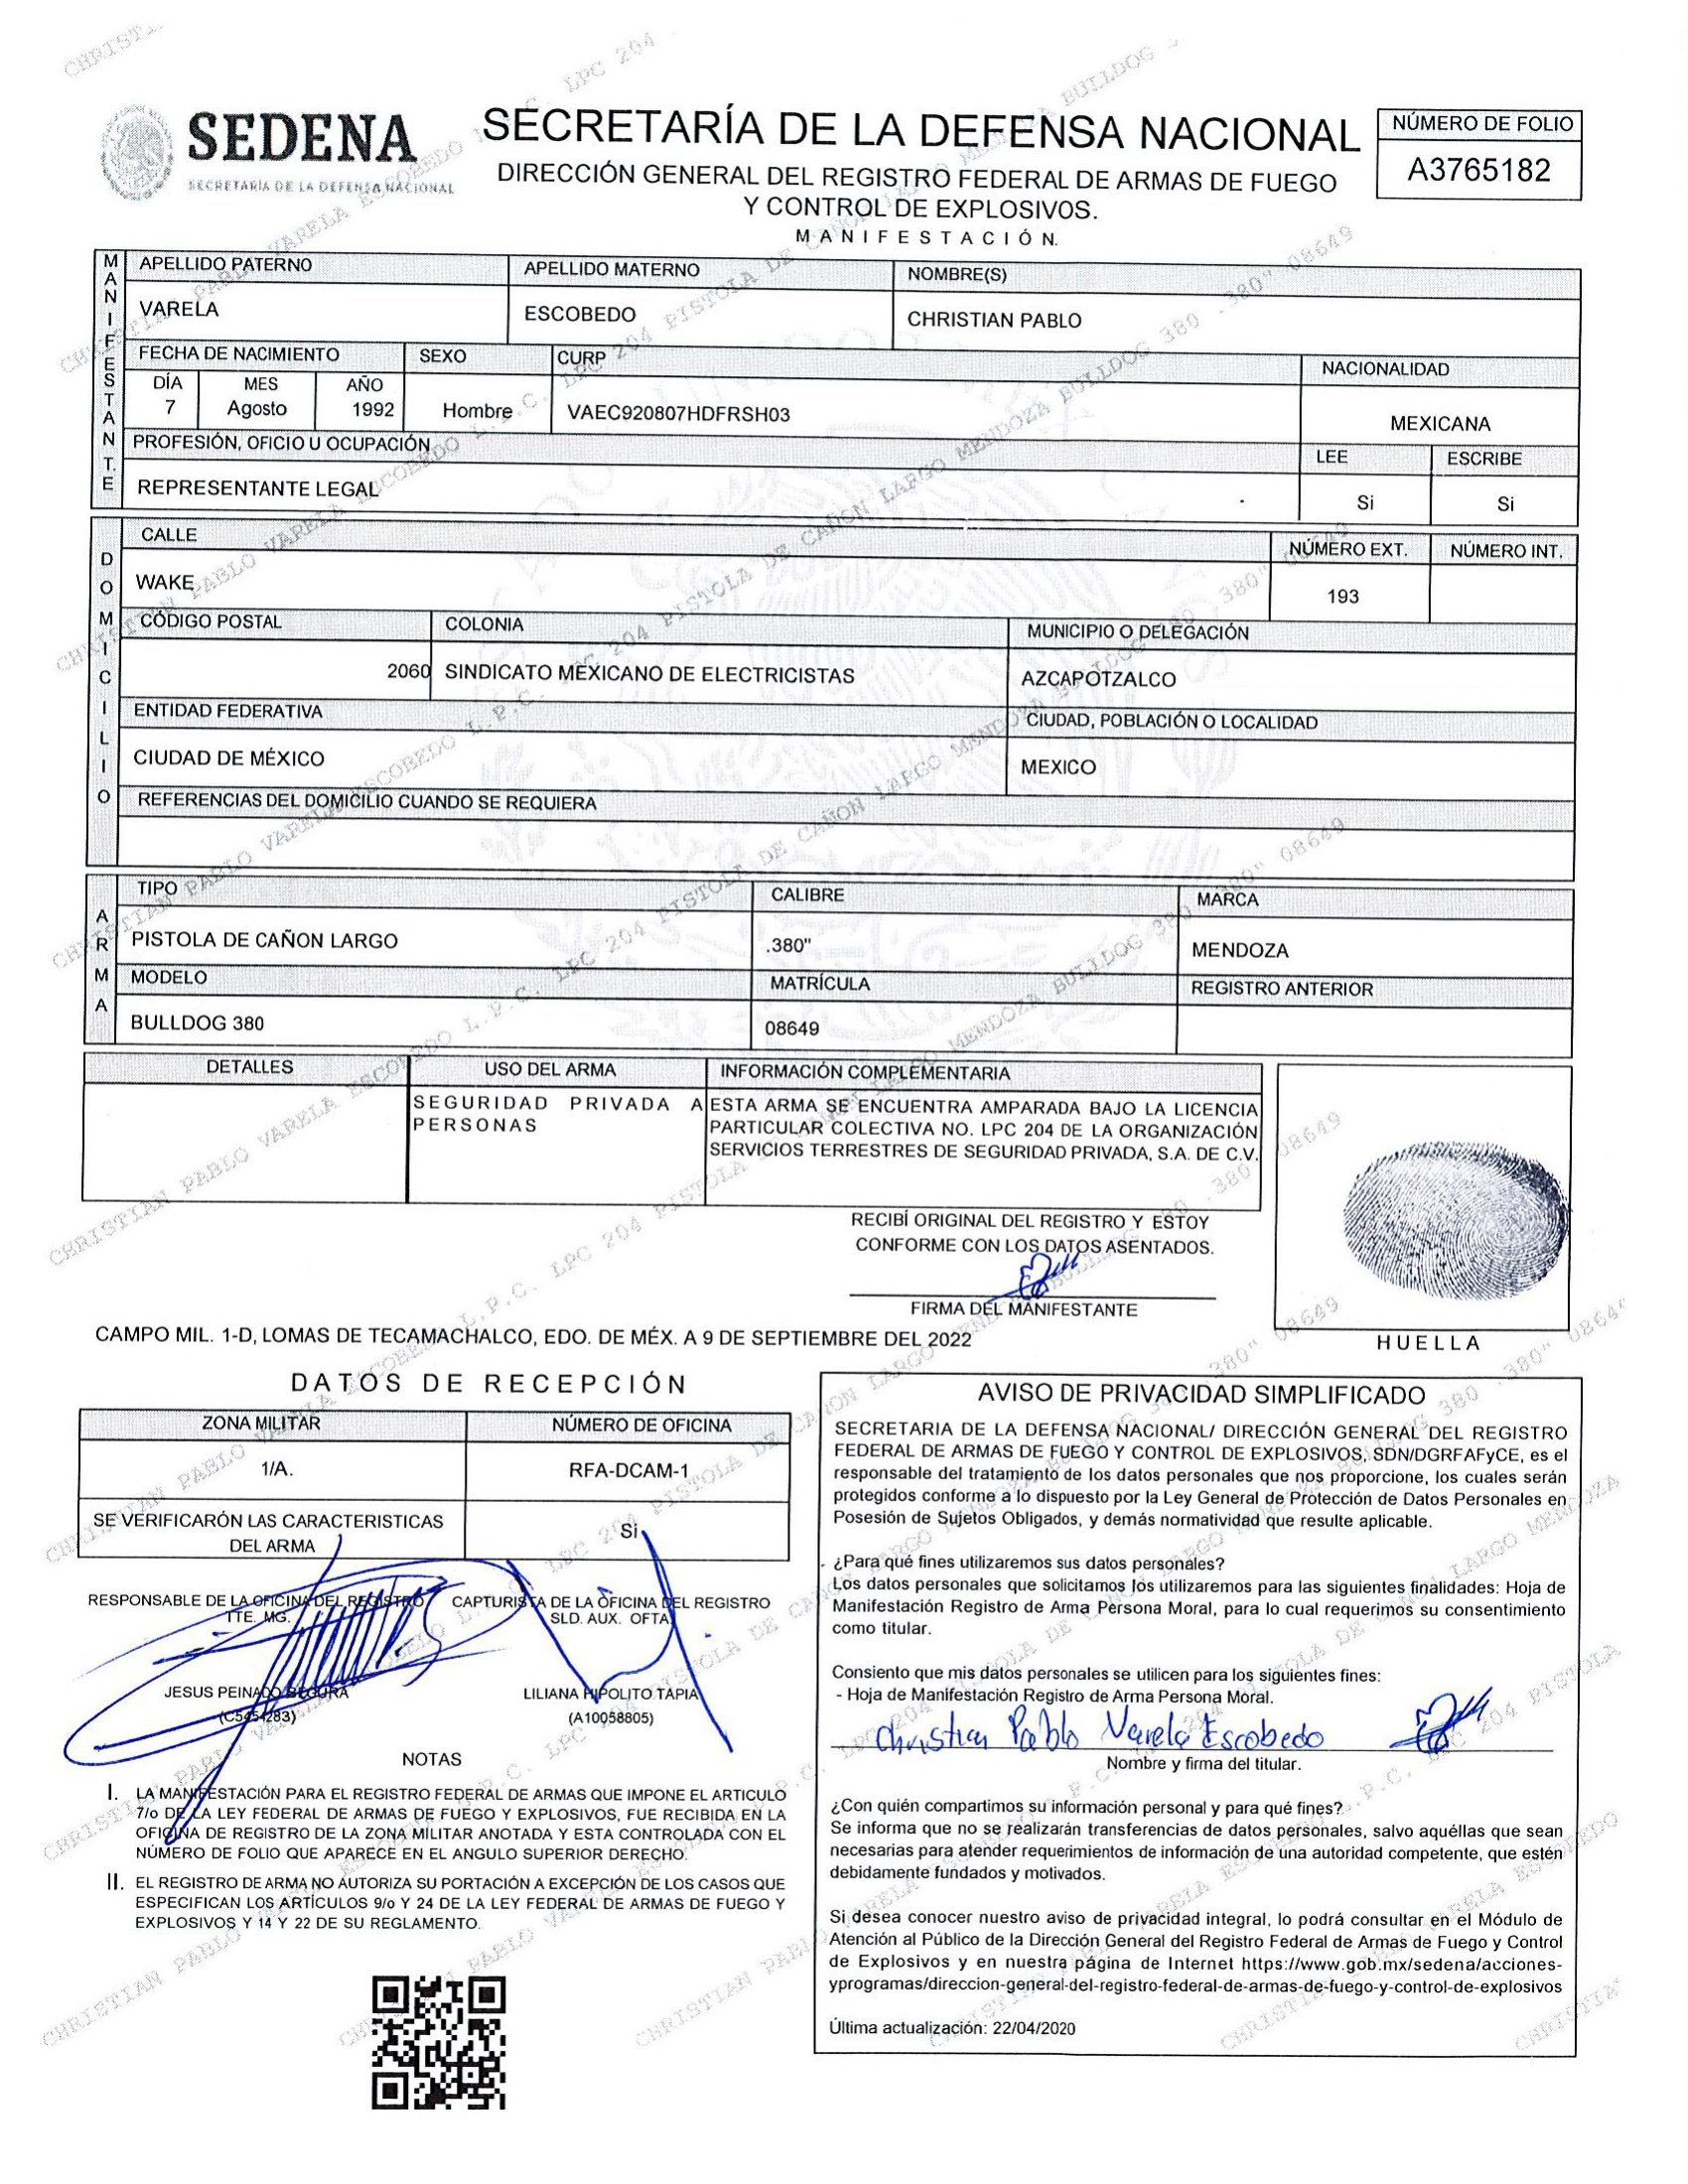 SEDENA
SECRETARÍA DE LA DEFENSA NACIONAL
SECRETARÍA DE LA DEFENSA NACIONAL
DIRECCIÓN GENERAL DEL REGISTRO FEDERAL DE ARMAS DE FUEGO
Y CONTROL DE EXPLOSIVOS.
MANIFESTACIÓN.
NÚMERO DE FOLIO
A3765182
MANIFESTANTE
APELLIDO PATERNO APELLIDO MATERNO NOMBRE(S)
VARELA ESCOBEDO CHRISTIAN PABLO
FECHA DE NACIMIENTO SEXO CURP NACIONALIDAD
DÍA MES AÑO
7 Agosto 1992 Hombre VAEC920807HDFRSH03 MEXICANA
PROFESIÓN, OFICIO U OCUPACIÓN LEE ESCRIBE
REPRESENTANTE LEGAL Si Si
DOMICILIO
CALLE NÚMERO EXT. NÚMERO INT.
WAKE 193
CÓDIGO POSTAL COLONIA MUNICIPIO O DELEGACIÓN
2060 SINDICATO MEXICANO DE ELECTRICISTAS AZCAPOTZALCO
ENTIDAD FEDERATIVA CIUDAD, POBLACIÓN O LOCALIDAD
CIUDAD DE MÉXICO MEXICO
REFERENCIAS DEL DOMICILIO CUANDO SE REQUIERA
ARMA
TIPO CALIBRE MARCA
PISTOLA DE CAÑON LARGO .380" MENDOZA
MODELO MATRÍCULA REGISTRO ANTERIOR
BULLDOG 380 08649
DETALLES USO DEL ARMA INFORMACIÓN COMPLEMENTARIA
SEGURIDAD PRIVADA A
PERSONAS
ESTA ARMA SE ENCUENTRA AMPARADA BAJO LA LICENCIA
PARTICULAR COLECTIVA NO. LPC 204 DE LA ORGANIZACIÓN
SERVICIOS TERRESTRES DE SEGURIDAD PRIVADA, S.A. DE C.V.
RECIBÍ ORIGINAL DEL REGISTRO Y ESTOY
CONFORME CON LOS DATOS ASENTADOS.
FIRMA DEL MANIFESTANTE
HUELLA
CAMPO MIL. 1-D, LOMAS DE TECAMACHALCO, EDO. DE MÉX. A 9 DE SEPTIEMBRE DEL 2022
DATOS DE RECEPCIÓN
ZONA MILITAR NÚMERO DE OFICINA
1/A. RFA-DCAM-1
SE VERIFICARÓN LAS CARACTERISTICAS
DEL ARMA
Si
RESPONSABLE DE LA OFICINA DEL REGISTRO
TTE. MG.
JESUS PEINADO SEGURA
(C5454283)
CAPTURISTA DE LA OFICINA DEL REGISTRO
SLD. AUX. OFTA.
LILIANA HIPOLITO TAPIA
(A10058805)
NOTAS
I. LA MANIFESTACIÓN PARA EL REGISTRO FEDERAL DE ARMAS QUE IMPONE EL ARTICULO
7/o DE LA LEY FEDERAL DE ARMAS DE FUEGO Y EXPLOSIVOS, FUE RECIBIDA EN LA
OFICINA DE REGISTRO DE LA ZONA MILITAR ANOTADA Y ESTA CONTROLADA CON EL
NÚMERO DE FOLIO QUE APARECE EN EL ANGULO SUPERIOR DERECHO.
II. EL REGISTRO DE ARMA NO AUTORIZA SU PORTACIÓN A EXCEPCIÓN DE LOS CASOS QUE
ESPECIFICAN LOS ARTÍCULOS 9/o Y 24 DE LA LEY FEDERAL DE ARMAS DE FUEGO Y
EXPLOSIVOS Y 14 Y 22 DE SU REGLAMENTO.
AVISO DE PRIVACIDAD SIMPLIFICADO
SECRETARIA DE LA DEFENSA NACIONAL/ DIRECCIÓN GENERAL DEL REGISTRO
FEDERAL DE ARMAS DE FUEGO Y CONTROL DE EXPLOSIVOS, SDN/DGRFAFyCE, es el
responsable del tratamiento de los datos personales que nos proporcione, los cuales serán
protegidos conforme a lo dispuesto por la Ley General de Protección de Datos Personales en
Posesión de Sujetos Obligados, y demás normatividad que resulte aplicable.
¿Para qué fines utilizaremos sus datos personales?
Los datos personales que solicitamos los utilizaremos para las siguientes finalidades: Hoja de
Manifestación Registro de Arma Persona Moral, para lo cual requerimos su consentimiento
como titular.
Consiento que mis datos personales se utilicen para los siguientes fines:
- Hoja de Manifestación Registro de Arma Persona Moral.
Christian Pablo Varela Escobedo
Nombre y firma del titular.
¿Con quién compartimos su información personal y para qué fines?
Se informa que no se realizarán transferencias de datos personales, salvo aquéllas que sean
necesarias para atender requerimientos de información de una autoridad competente, que estén
debidamente fundados y motivados.
Si desea conocer nuestro aviso de privacidad integral, lo podrá consultar en el Módulo de
Atención al Público de la Dirección General del Registro Federal de Armas de Fuego y Control
de Explosivos y en nuestra página de Internet https://www.gob.mx/sedena/acciones-
yprogramas/direccion-general-del-registro-federal-de-armas-de-fuego-y-control-de-explosivos
Última actualización: 22/04/2020
CHRISTIAN PABLO VARELA ESCOBEDO L.P.C. LPC 204 PISTOLA DE CAÑON LARGO MENDOZA BULLDOG 380 .380" 08649